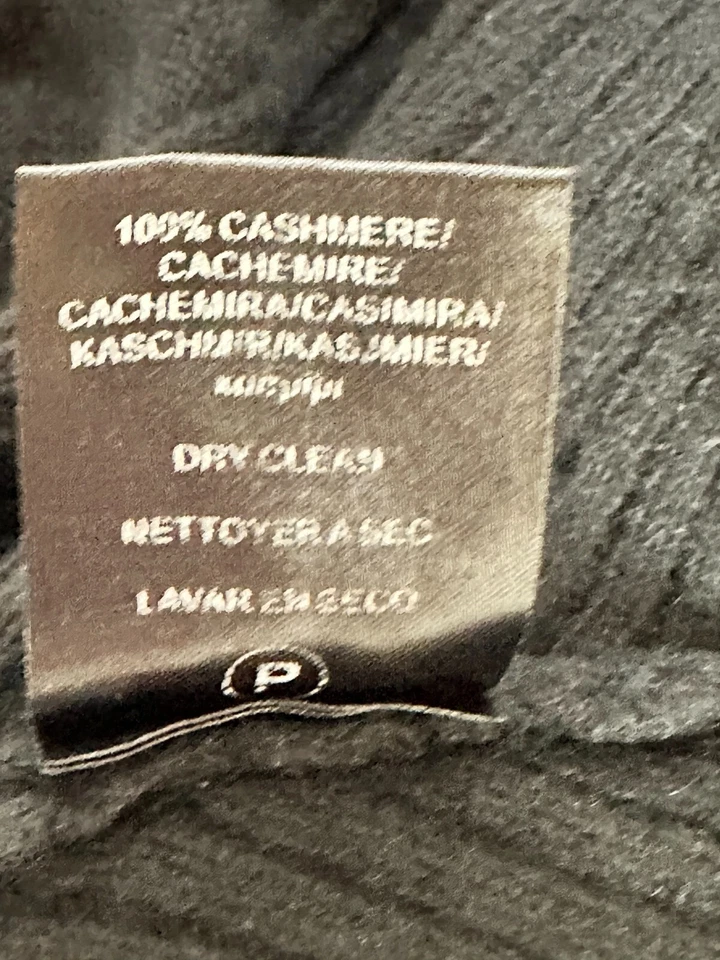 100% CASHMERE/
CACHEMIRE/
CACHEMIRA/CASIMIRA/
KASCHMIR/KASJMIER/
DRY CLEAN
NETTOYER A SEC
LAVAR EN SECO
P